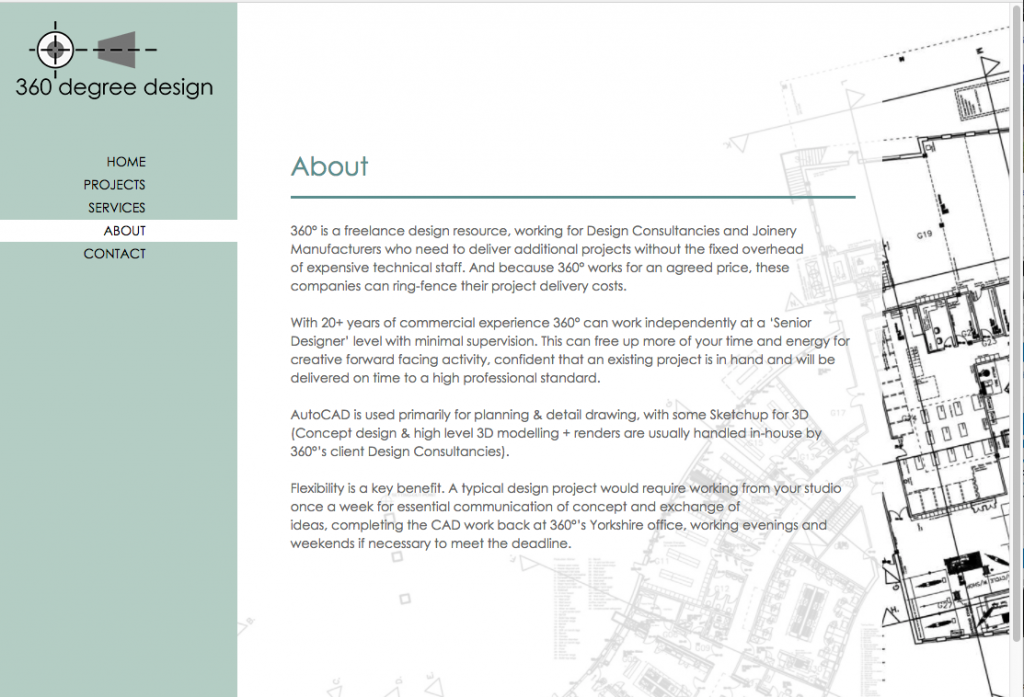 360 degree design
HOME
PROJECTS
SERVICES
ABOUT
CONTACT
About
360º is a freelance design resource, working for Design Consultancies and Joinery
Manufacturers who need to deliver additional projects without the fixed overhead
of expensive technical staff. And because 360º works for an agreed price, these
companies can ring-fence their project delivery costs.
With 20+ years of commercial experience 360º can work independently at a ‘Senior
Designer’ level with minimal supervision. This can free up more of your time and energy for
creative forward facing activity, confident that an existing project is in hand and will be
delivered on time to a high professional standard.
AutoCAD is used primarily for planning & detail drawing, with some Sketchup for 3D
(Concept design & high level 3D modelling + renders are usually handled in-house by
360º’s client Design Consultancies).
Flexibility is a key benefit. A typical design project would require working from your studio
once a week for essential communication of concept and exchange of
ideas, completing the CAD work back at 360º’s Yorkshire office, working evenings and
weekends if necessary to meet the deadline.
G19
G17
G27